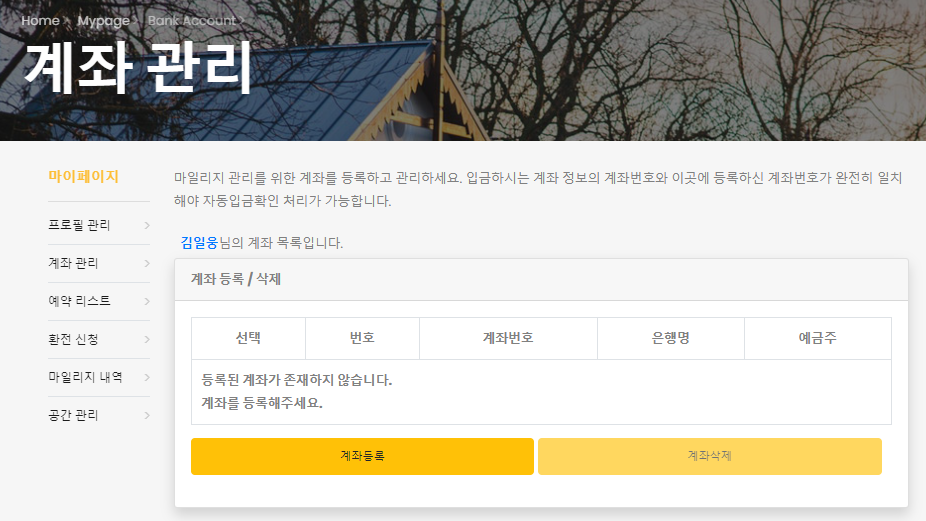 Home > Mypage > Bank Account >
계좌 관리
마이페이지
프로필 관리 >
계좌 관리 >
예약 리스트 >
환전 신청 >
마일리지 내역 >
공간 관리 >
마일리지 관리를 위한 계좌를 등록하고 관리하세요. 입금하시는 계좌 정보의 계좌번호와 이곳에 등록하신 계좌번호가 완전히 일치
해야 자동입금확인 처리가 가능합니다.
김일웅님의 계좌 목록입니다.
계좌 등록 / 삭제
선택 번호 계좌번호 은행명 예금주
등록된 계좌가 존재하지 않습니다.
계좌를 등록해주세요.
계좌등록 계좌삭제